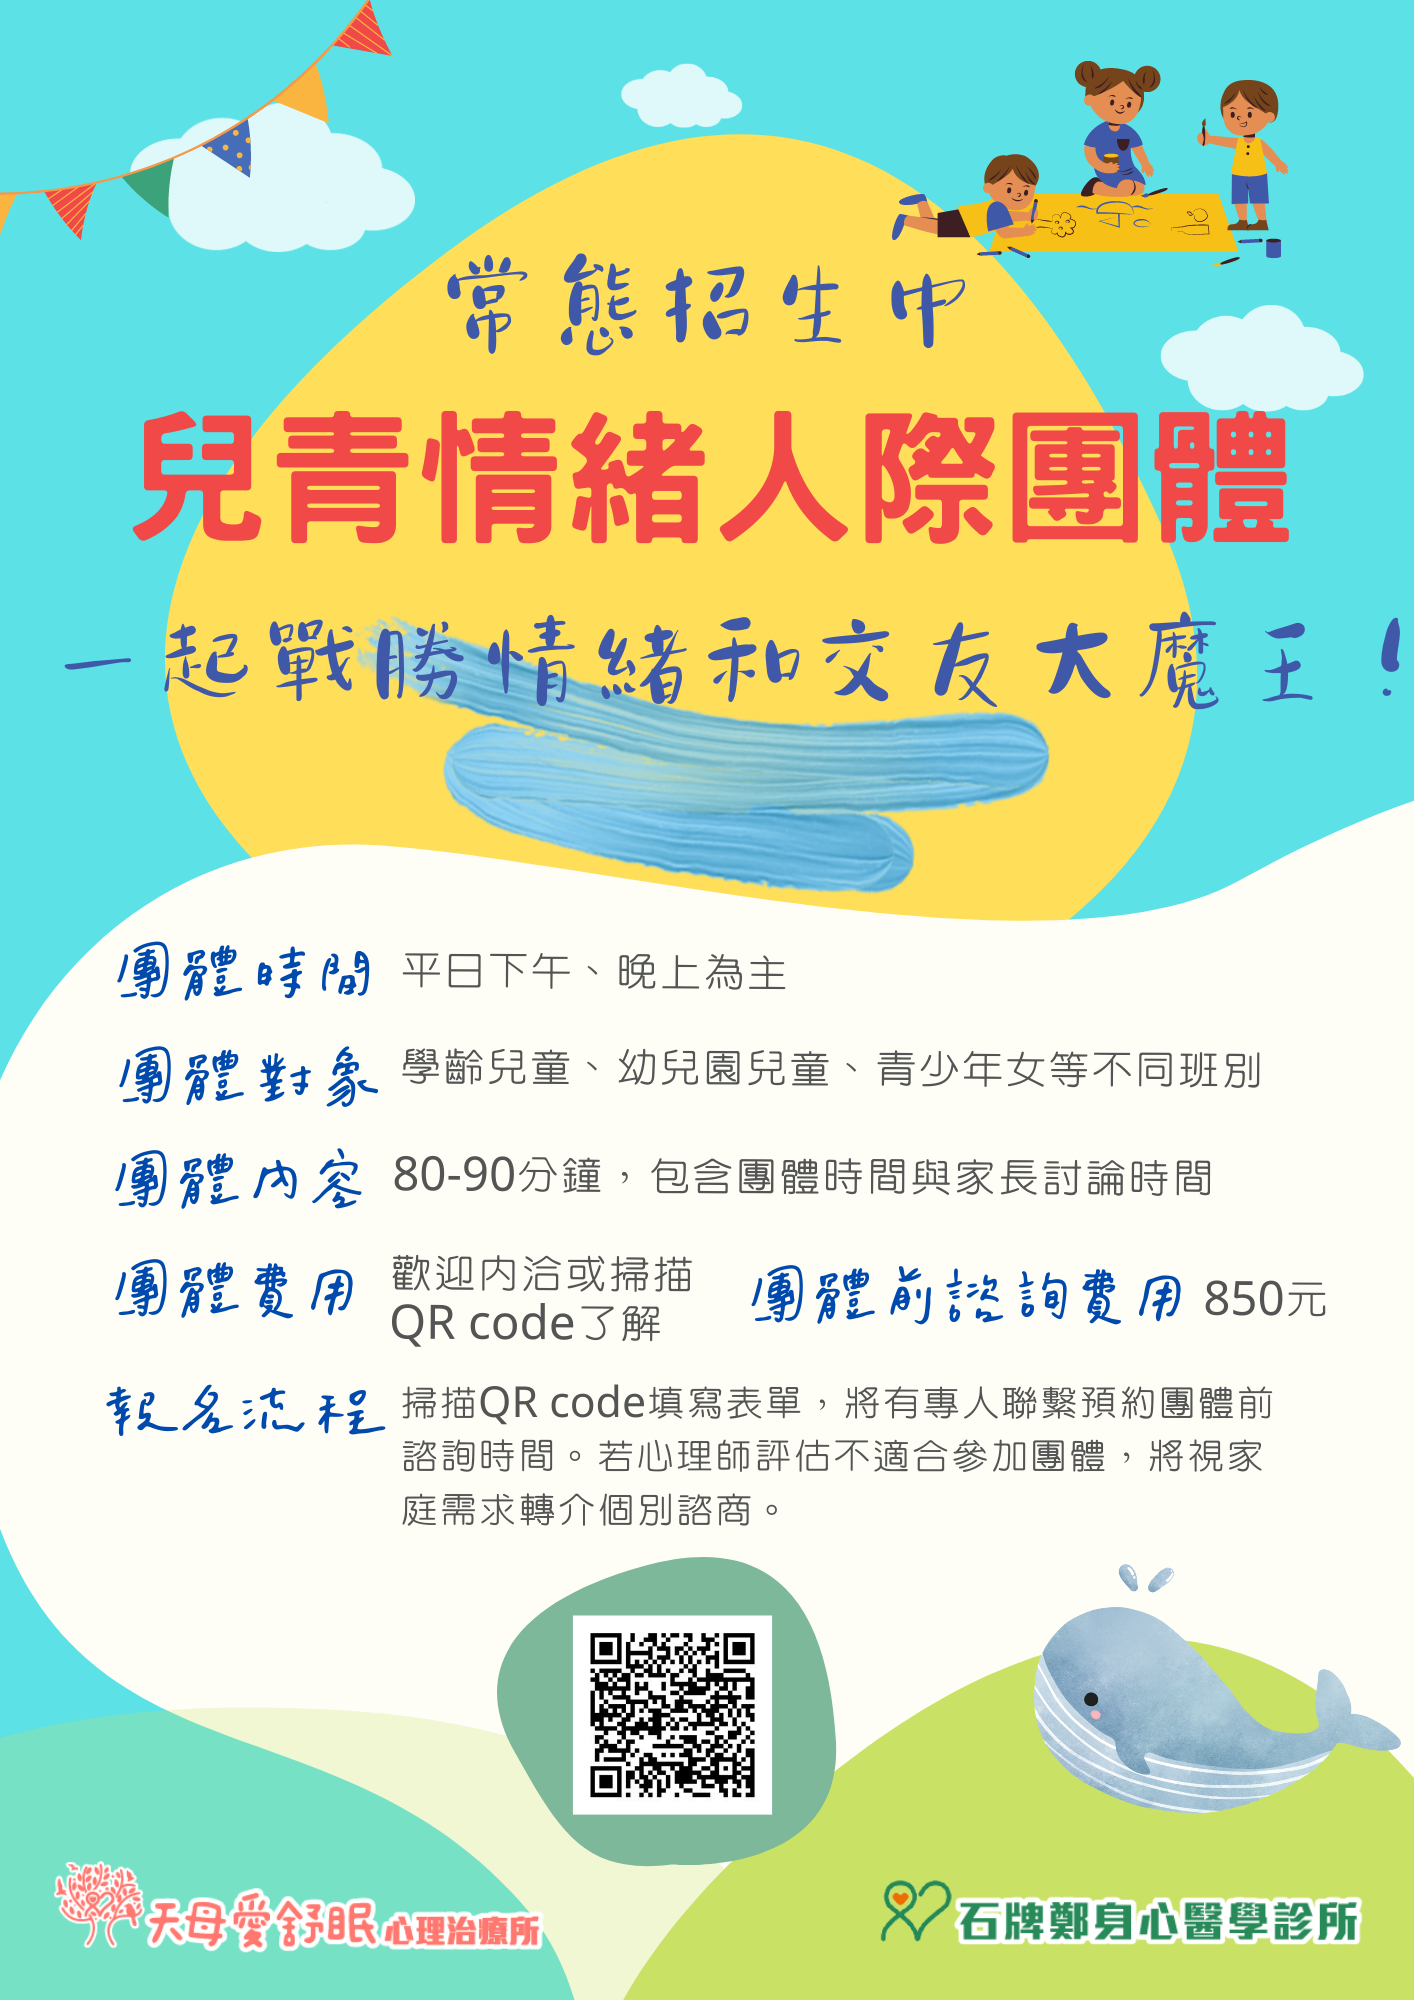 常態招生中
兒青情緒人際團體
一起戰勝情緒和交友大魔王！
團體時間 平日下午、晚上為主
團體對象 學齡兒童、幼兒園兒童、青少年女等不同班別
團體內容 80-90分鐘，包含團體時間與家長討論時間
團體費用 歡迎內洽或掃描
QR code了解
團體前諮詢費用 850元
報名流程 掃描QR code填寫表單，將有專人聯繫預約團體前
諮詢時間。若心理師評估不適合參加團體，將視家
庭需求轉介個別諮商。
天母愛舒眠心理治療所
石牌鄭身心醫學診所